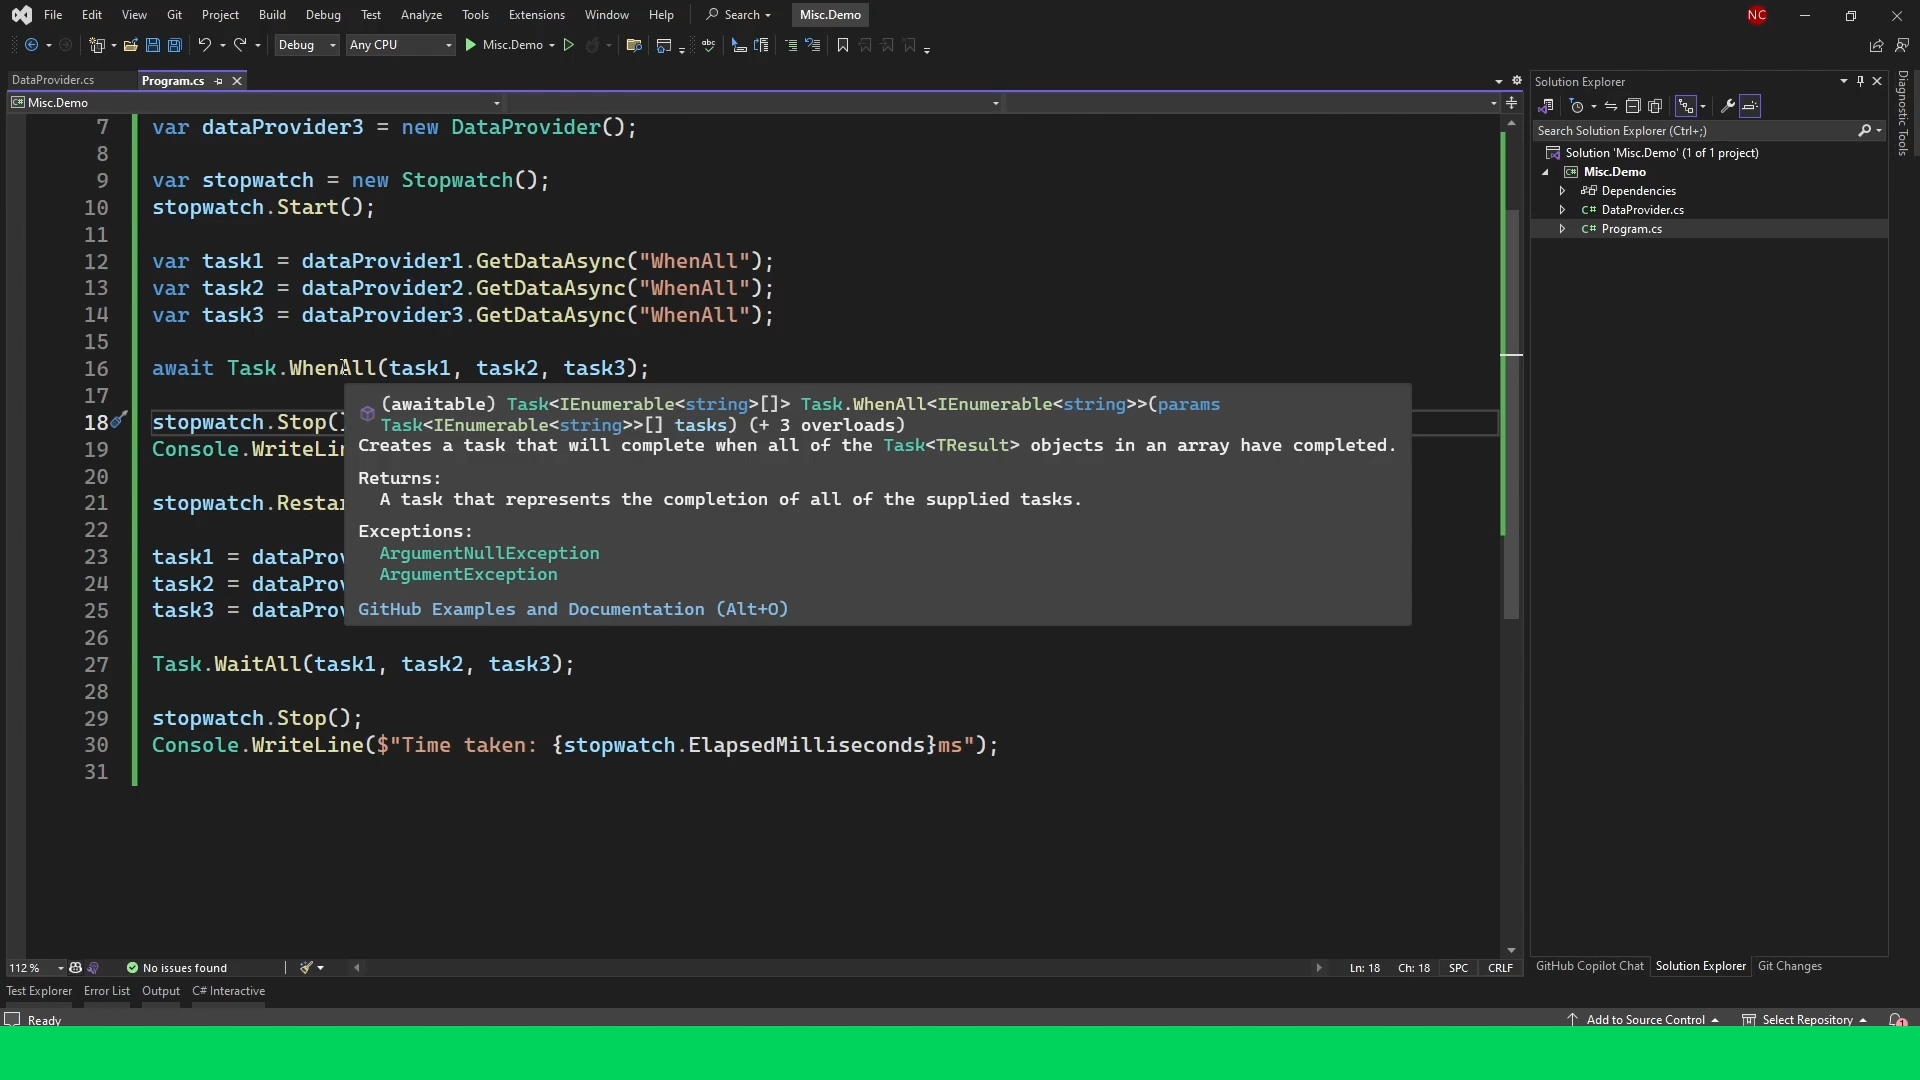 File Edit View Git Project Build Debug Test Analyze Tools Extensions Window Help Search Misc.Demo NC
Debug Any CPU Misc.Demo
DataProvider.cs Program.cs
C# Misc.Demo
7 var dataProvider3 = new DataProvider();
8
9 var stopwatch = new Stopwatch();
10 stopwatch.Start();
11
12 var task1 = dataProvider1.GetDataAsync("WhenAll");
13 var task2 = dataProvider2.GetDataAsync("WhenAll");
14 var task3 = dataProvider3.GetDataAsync("WhenAll");
15
16 await Task.WhenAll(task1, task2, task3);
17
18 stopwatch.Stop()
19 Console.WriteLin
20
21 stopwatch.Restar
22
23 task1 = dataProv
24 task2 = dataProv
25 task3 = dataProv
26
27 Task.WaitAll(task1, task2, task3);
28
29 stopwatch.Stop();
30 Console.WriteLine($"Time taken: {stopwatch.ElapsedMilliseconds}ms");
31
(awaitable) Task<IEnumerable<string>[]> Task.WhenAll<IEnumerable<string>>(params
Task<IEnumerable<string>>[] tasks) (+ 3 overloads)
Creates a task that will complete when all of the Task<TResult> objects in an array have completed.
Returns:
A task that represents the completion of all of the supplied tasks.
Exceptions:
ArgumentNullException
ArgumentException
GitHub Examples and Documentation (Alt+O)
Solution Explorer
Search Solution Explorer (Ctrl+;)
Solution 'Misc.Demo' (1 of 1 project)
C# Misc.Demo
Dependencies
C# DataProvider.cs
C# Program.cs
Diagnostic Tools
112 % No issues found Ln: 18 Ch: 18 SPC CRLF
GitHub Copilot Chat Solution Explorer Git Changes
Test Explorer Error List Output C# Interactive
Ready Add to Source Control Select Repository 1